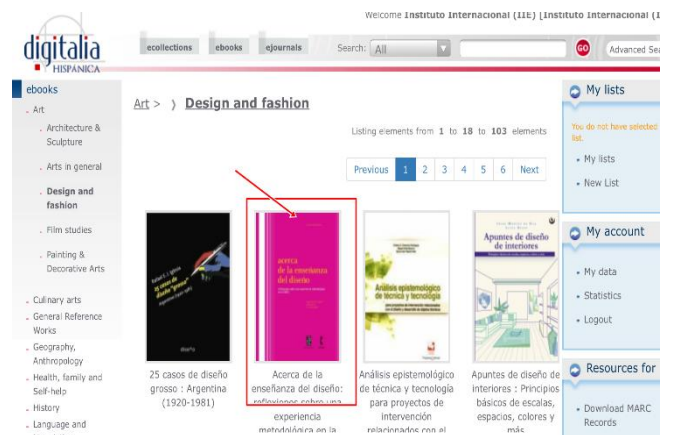 Welcome Instituto Internacional (IIE) [Instituto Internacional (I
digitalia
HISPÁNICA
ecollections
ebooks
ejournals
Search:
All
GO
Advanced Sea
ebooks
Art
Architecture &
Sculpture
Arts in general
Design and
fashion
Film studies
Painting &
Decorative Arts
Culinary arts
General Reference
Works
Geography,
Anthropology
Health, family and
Self-help
History
Language and
Art > ) Design and fashion
Listing elements from 1 to 18 to 103 elements
Previous 1 2 3 4 5 6 Next
25 casos de
diseño "grosso"
acerca
de la enseñanza
del diseño
Análisis epistemológico
de técnica y tecnología
Apuntes de diseño
de interiores
25 casos de diseño
grosso : Argentina
(1920-1981)
Acerca de la
enseñanza del diseño:
reflexiones sobre una
experiencia
metodológica en la
Análisis epistemológico
de técnica y tecnología
para proyectos de
intervención
relacionados con el
Apuntes de diseño de
interiores : Principios
básicos de escalas,
espacios, colores y
más
My lists
You do not have selected
list.
My lists
New List
My account
My data
Statistics
Logout
Resources for
Download MARC
Records